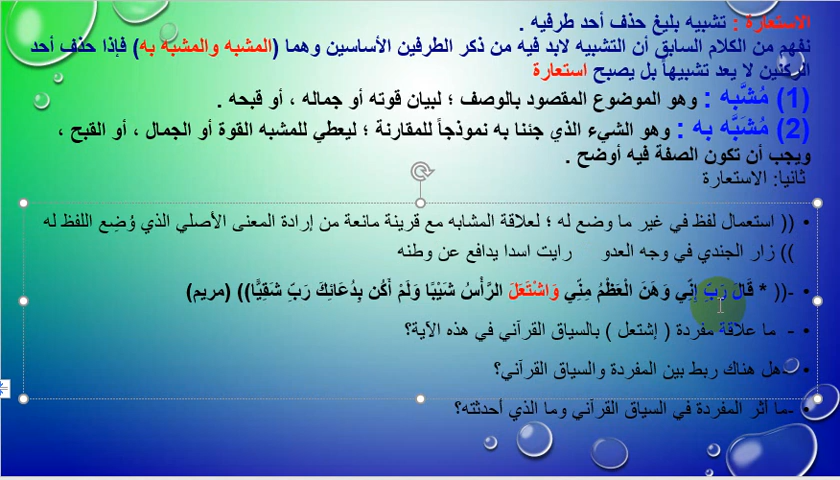 الاستعارة : تشبيه بليغ حذف أحد طرفيه .
نفهم من الكلام السابق أن التشبيه لابد فيه من ذكر الطرفين الأساسين وهما (المشبه والمشبه به) فإذا حذف أحد
الركنين لا يعد تشبيهاً بل يصبح استعارة
(1) مُشَبِّه : وهو الموضوع المقصود بالوصف ؛ لبيان قوته أو جماله ، أو قبحه .
(2) مُشَبَّه به : وهو الشيء الذي جئنا به نموذجاً للمقارنة ؛ ليعطي للمشبه القوة أو الجمال ، أو القبح ،
ويجب أن تكون الصفة فيه أوضح .
ثانيا: الاستعارة
• (( استعمال لفظ في غير ما وضع له ؛ لعلاقة المشابه مع قرينة مانعة من إرادة المعنى الأصلي الذي وُضِع اللفظ له
)) زار الجندي في وجه العدو رايت اسدا يدافع عن وطنه
• -(( * قَالَ رَبِّ إِنِّي وَهَنَ الْعَظْمُ مِنِّي وَاشْتَعَلَ الرَّأْسُ شَيْبًا وَلَمْ أَكُن بِدُعَائِكَ رَبِّ شَقِيًّا)) (مريم)
• - ما علاقة مفردة ( إشتعل ) بالسياق القرآني في هذه الآية؟
• -هل هناك ربط بين المفردة والسياق القرآني؟
• -ما أثر المفردة في السياق القرآني وما الذي أحدثته؟